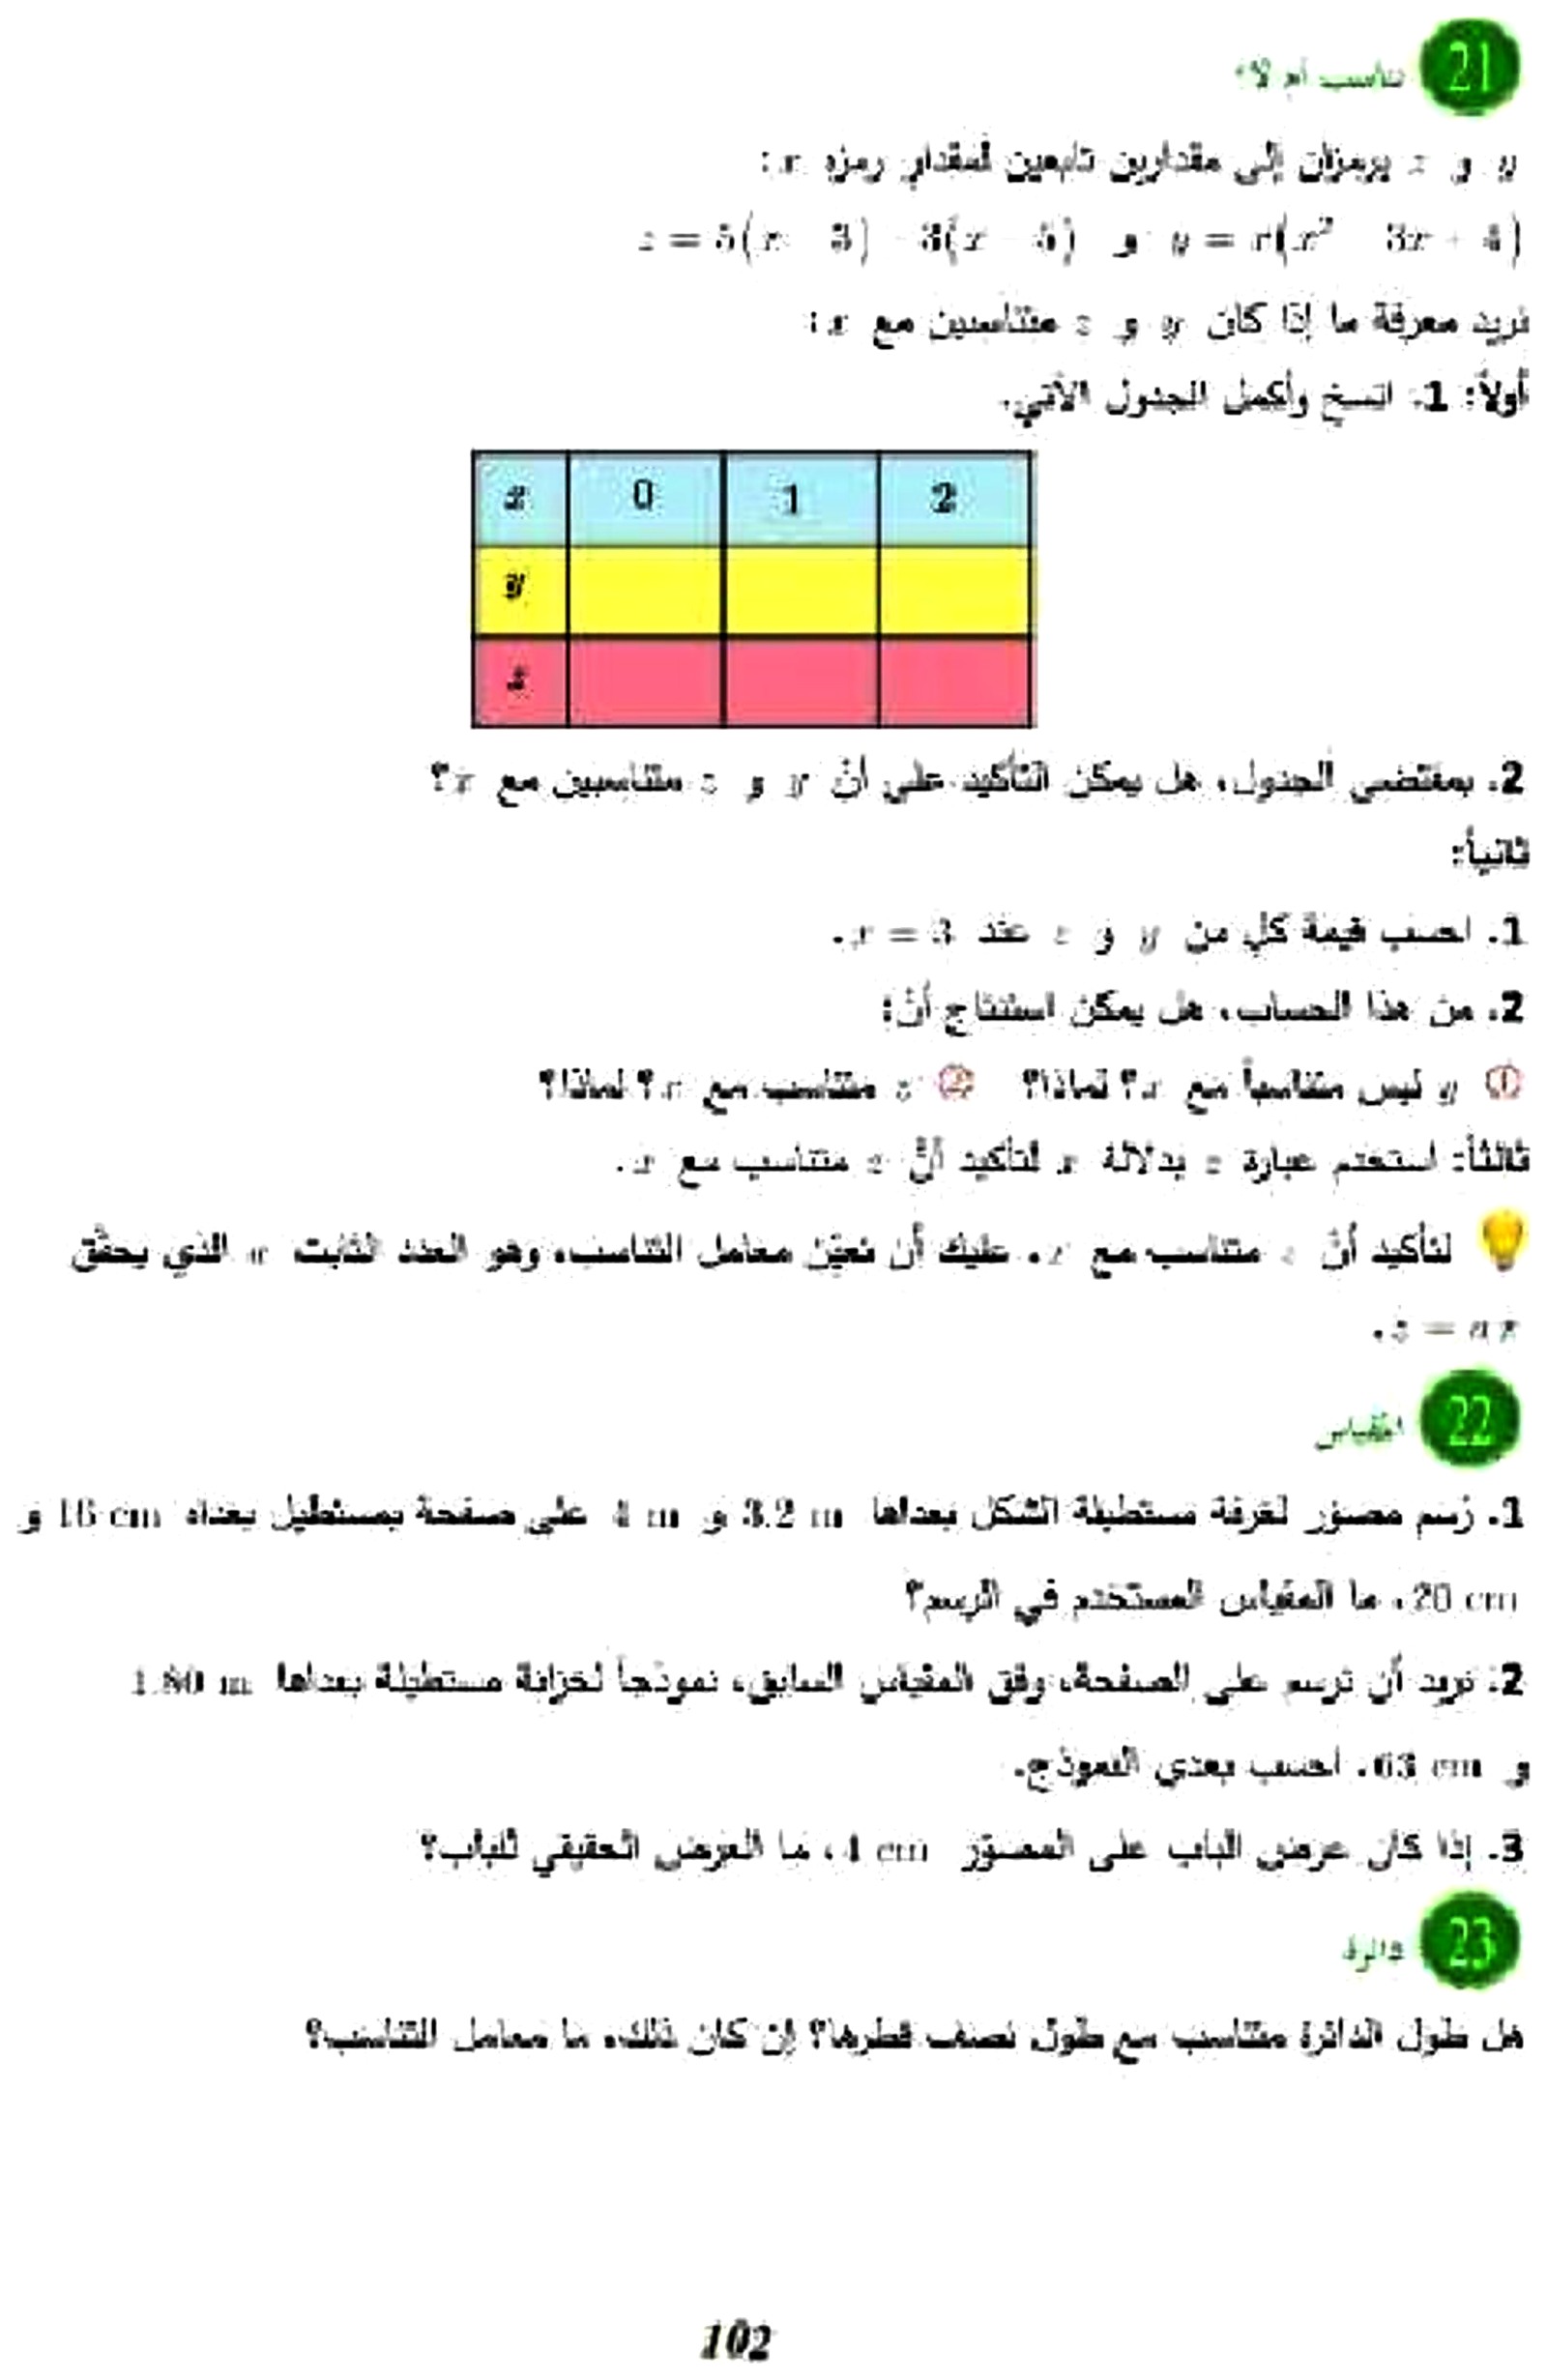 21 تناسب أم لا؟
y و z يرمزان إلى مقدارين تابعين لمقدار رمزه x:
y = x(x² 3x + 4) و z = 5(x 3) 3(x 5)
نريد معرفة ما إذا كان y و z متناسبين مع x:
أولاً: 1. انسخ وأكمل الجدول الآتي.
x 0 1 2
y
z
2. بمقتضى الجدول، هل يمكن التأكيد على أنّ y و z متناسبين مع x؟
ثانياً:
1. احسب قيمة كل من y و z عند x = 3.
2. من هذا الحساب، هل يمكن استنتاج أنّ:
① y ليس متناسباً مع x؟ لماذا؟ ② z متناسب مع x؟ لماذا؟
ثالثاً: استخدم عبارة z بدلالة x لتأكيد أنّ z متناسب مع x.
لتأكيد أنّ z متناسب مع x، عليك أن تعيّن معامل التناسب، وهو العدد الثابت a الذي يحقّق
z = a x.
22 المقياس
1. رُسم مصوّر لغرفة مستطيلة الشكل بعداها 3.2 m و 4 m على صفحة بمستطيل بعداه 16 cm و
20 cm، ما المقياس المستخدم في الرسم؟
2. نريد أن نرسم على الصفحة، وفق المقياس السابق، نموذجاً لخزانة مستطيلة بعداها 1.80 m
و 63 cm. احسب بعدي النموذج.
3. إذا كان عرض الباب على المصوّر 4 cm، ما العرض الحقيقي للباب؟
23 دائرة
هل طول الدائرة متناسب مع طول نصف قطرها؟ إن كان ذلك، ما معامل التناسب؟
102